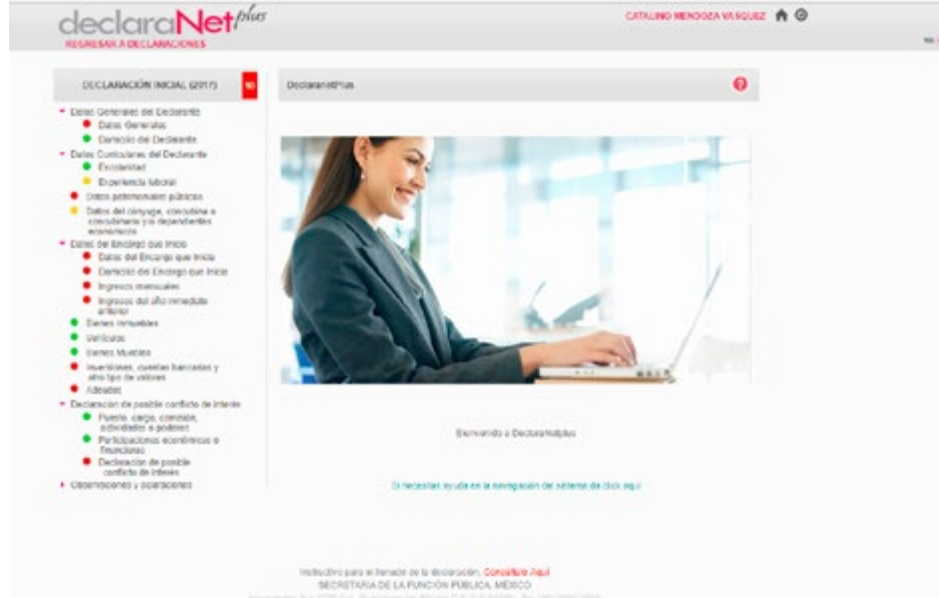 declaraNetplus
CATALINO MENDOZA VASQUEZ
REGRESAR A DECLARACIONES
DECLARACIÓN INICIAL (2017)
DeclaranetPlus
Datos Generales del Declarante
Datos Generales
Domicilio del Declarante
Datos Curriculares del Declarante
Escolaridad
Experiencia laboral
Datos patrimoniales públicos
Datos del cónyuge, concubina o
concubinario y/o dependientes
económicos
Datos del Encargo que Inicia
Datos del Encargo que Inicia
Domicilio del Encargo que Inicia
Ingresos mensuales
Ingresos del año inmediato
anterior
Bienes Inmuebles
Vehículos
Bienes Muebles
Inversiones, cuentas bancarias y
otro tipo de valores
Adeudos
Declaración de posible conflicto de interés
Puesto, cargo, comisión,
actividades o poderes
Participaciones económicas o
financieras
Declaración de posible
conflicto de interés
Observaciones y aclaraciones
Bienvenido a DeclaraNetplus
Si necesitas ayuda en la navegación del sistema da click aquí
Instructivo para el llenado de la declaración, Consúltelo Aquí
SECRETARÍA DE LA FUNCIÓN PÚBLICA, MÉXICO